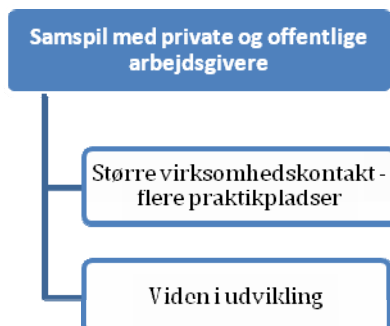 Samspil med private og offentlige
arbejdsgivere
Større virksomhedskontakt -
flere praktikpladser
Viden i udvikling